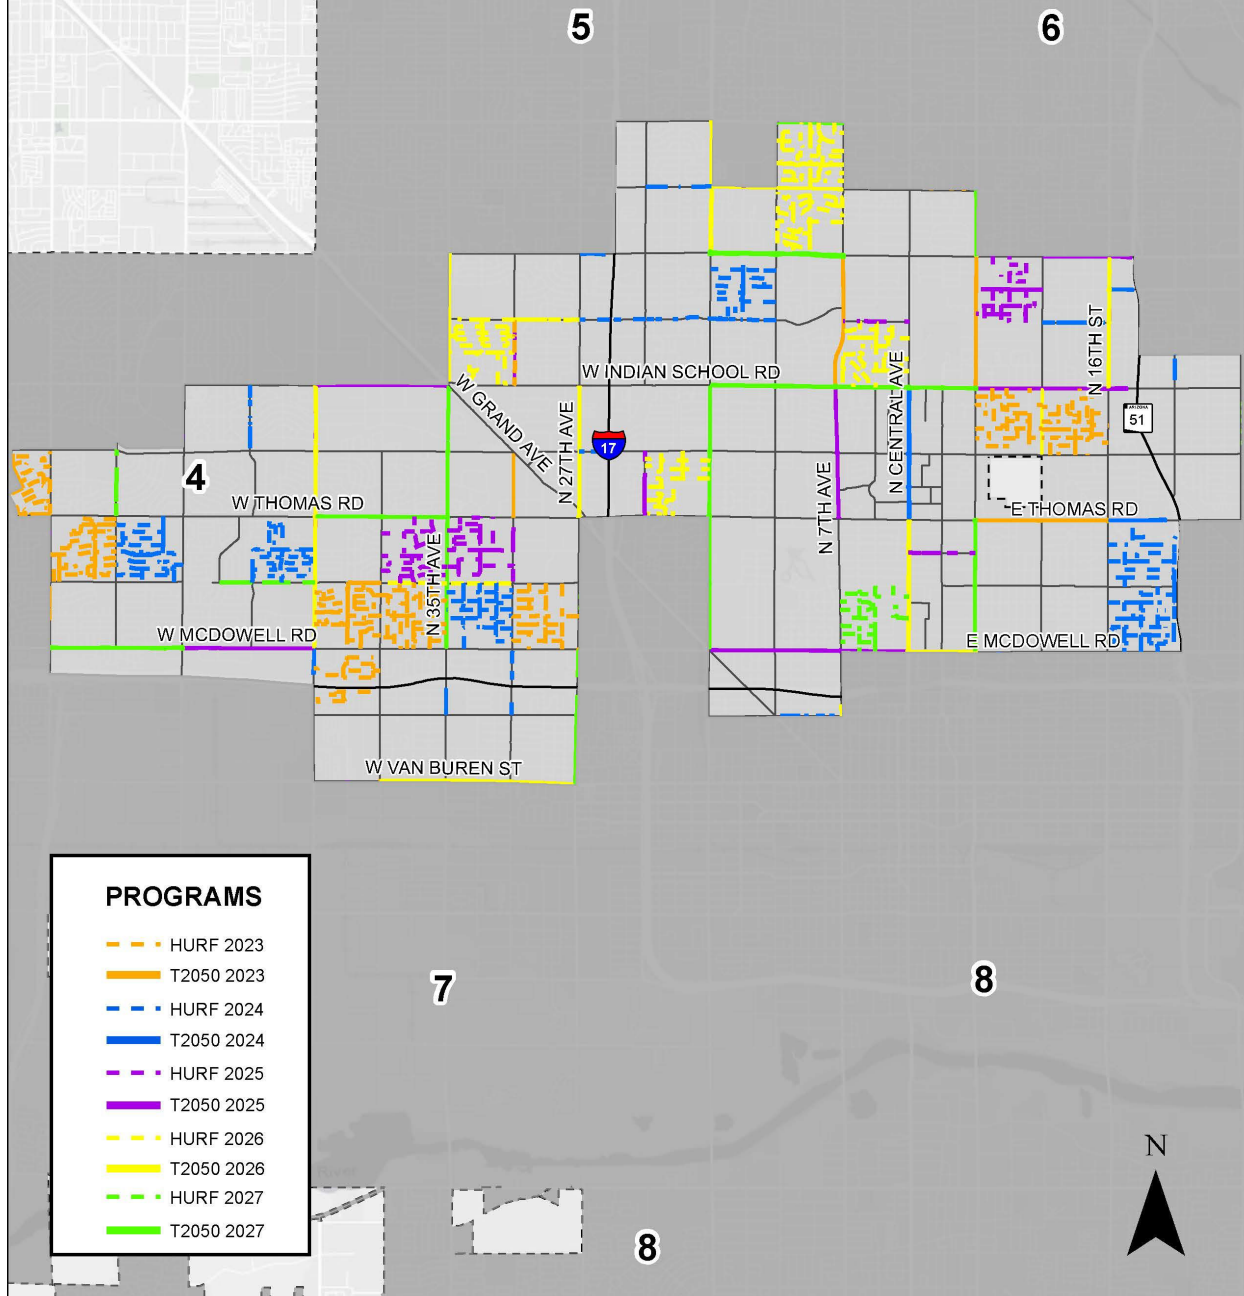 5
6
N 16TH ST
W INDIAN SCHOOL RD
N CENTRAL AVE
W GRAND AVE
N 27TH AVE
ARIZONA
51
17
4
W THOMAS RD
N 7TH AVE
E THOMAS RD
N 35TH AVE
W MCDOWELL RD
E MCDOWELL RD
W VAN BUREN ST
7
8
PROGRAMS
HURF 2023
T2050 2023
HURF 2024
T2050 2024
HURF 2025
T2050 2025
HURF 2026
T2050 2026
HURF 2027
T2050 2027
River
N
8